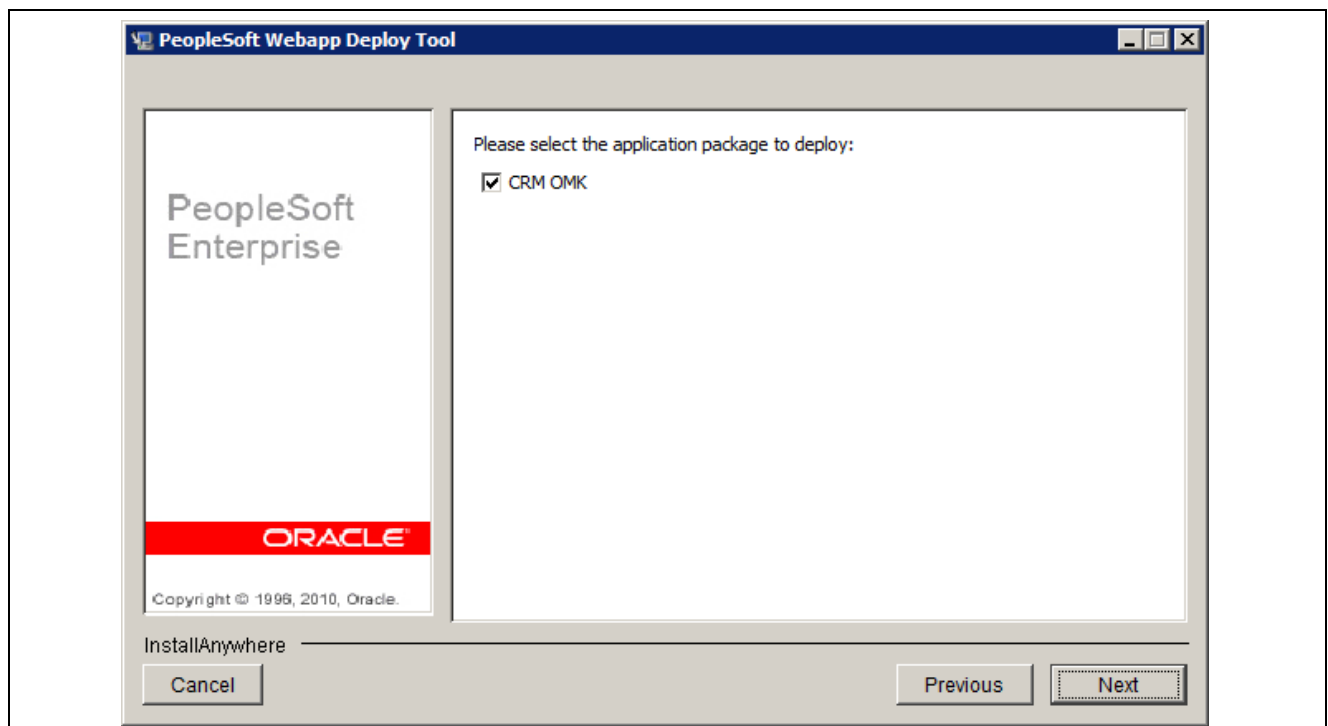 PeopleSoft Webapp Deploy Tool
PeopleSoft
Enterprise
ORACLE
Copyright © 1996, 2010, Oracle.
Please select the application package to deploy:
CRM OMK
InstallAnywhere
Cancel
Previous
Next